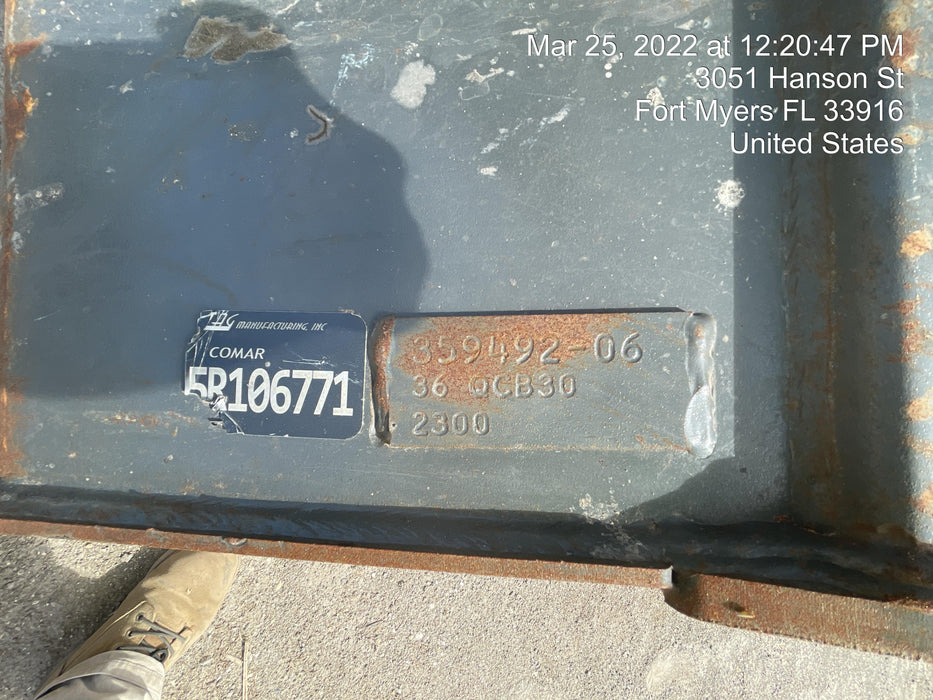 Mar 25, 2022 at 12:20:47 PM
3051 Hanson St
Fort Myers FL 33916
United States
MANUFACTURING, INC
COMAR
5R106771
359492-06
36 QCB30
2300